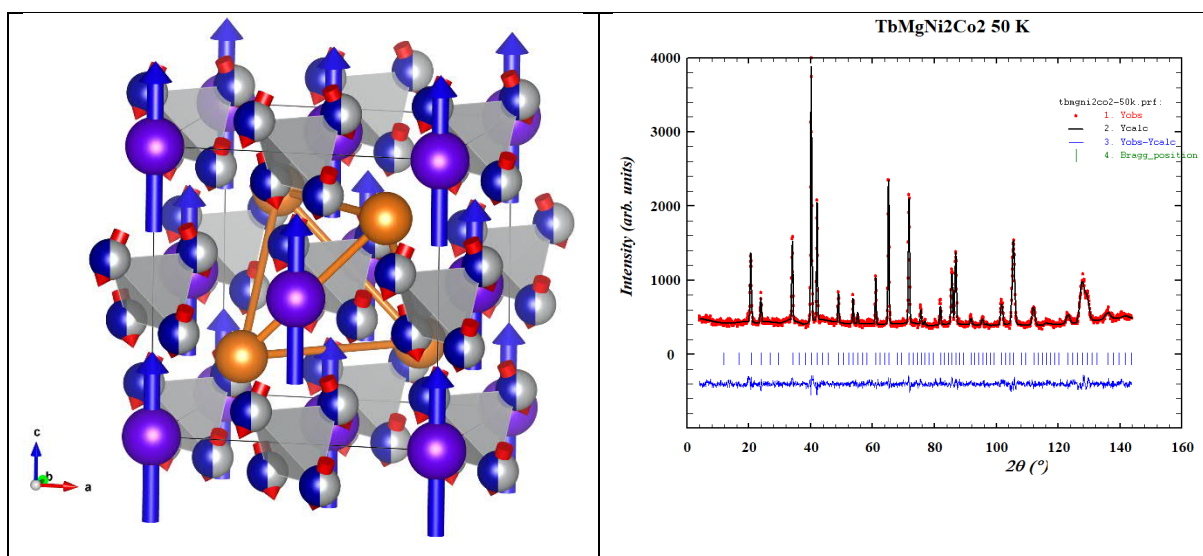 c
b
a
TbMgNi2Co2 50 K
Intensity (arb. units)
4000
3000
2000
1000
0
tbmgni2co2-50k.prf:
1. Yobs
2. Ycalc
3. Yobs-Ycalc
4. Bragg_position
0 20 40 60 80 100 120 140 160
2θ (°)